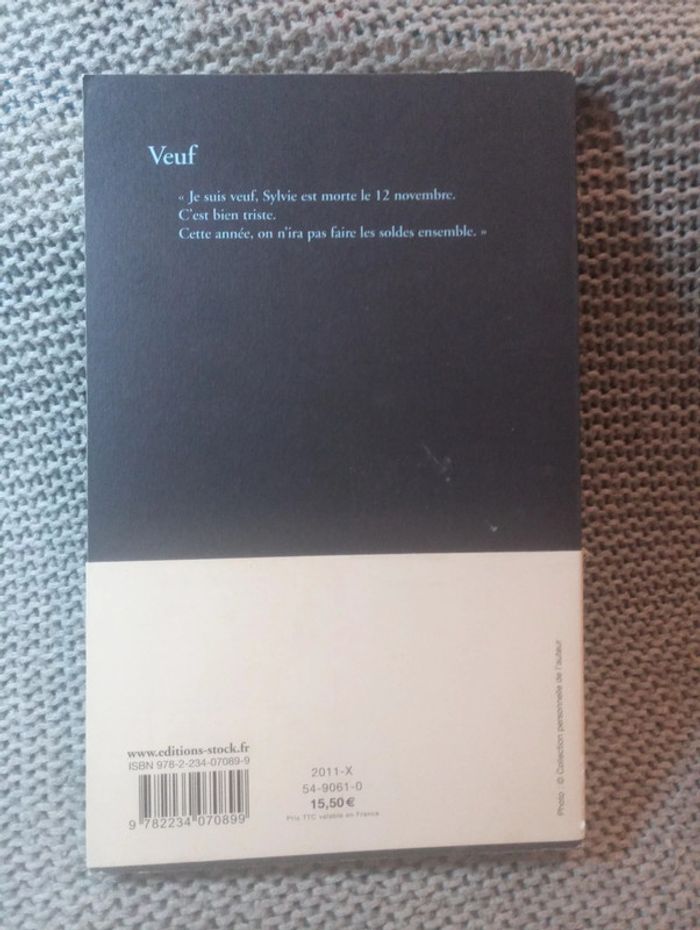 Veuf
« Je suis veuf, Sylvie est morte le 12 novembre.
C'est bien triste.
Cette année, on n'ira pas faire les soldes ensemble. »
www.editions-stock.fr
ISBN 978-2-234-07089-9
9 782234 070899
2011-X
54-9061-0
15,50 €
Prix TTC valable en France
Photo : © Collection personnelle de l'auteur